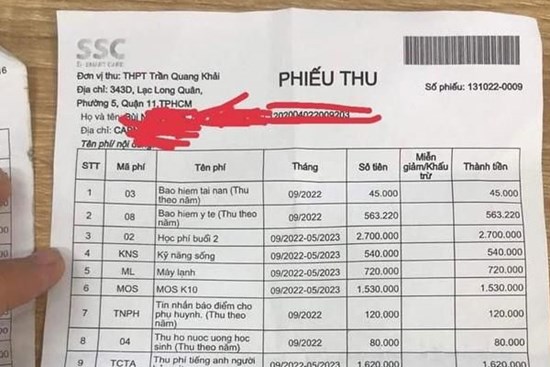 SSC
SMART CARD
Đơn vị thu: THPT Trần Quang Khải
Địa chỉ: 343D, Lạc Long Quân,
Phường 5, Quận 11,TPHCM
PHIẾU THU
Số phiếu: 131022-0009
Họ và tên: Bùi
202004022009203
Địa chỉ:
Tên phí/ nội
STT Mã phí Tên phí Tháng Số tiền Miễn giảm/Khấu trừ Thành tiền
1 03 Bao hiem tai nan (Thu theo năm) 09/2022 45.000 45.000
2 08 Bao hiem y te (Thu theo năm) 09/2022 563.220 563.220
3 02 Học phí buổi 2 09/2022-05/2023 2.700.000 2.700.000
4 KNS Kỹ năng sống 09/2022-05/2023 540.000 540.000
5 ML Máy lạnh 09/2022-05/2023 720.000 720.000
6 MOS MOS K10 09/2022-05/2023 1.530.000 1.530.000
7 TNPH Tin nhắn báo điểm cho phụ huynh. (Thu theo năm) 09/2022 120.000 120.000
8 04 Thu ho nuoc uong hoc sinh (Thu theo năm) 09/2022 80.000 80.000
9 TCTA Thu phí tiếng anh người 09/2022-05/2023 1.620.000 1.620.000